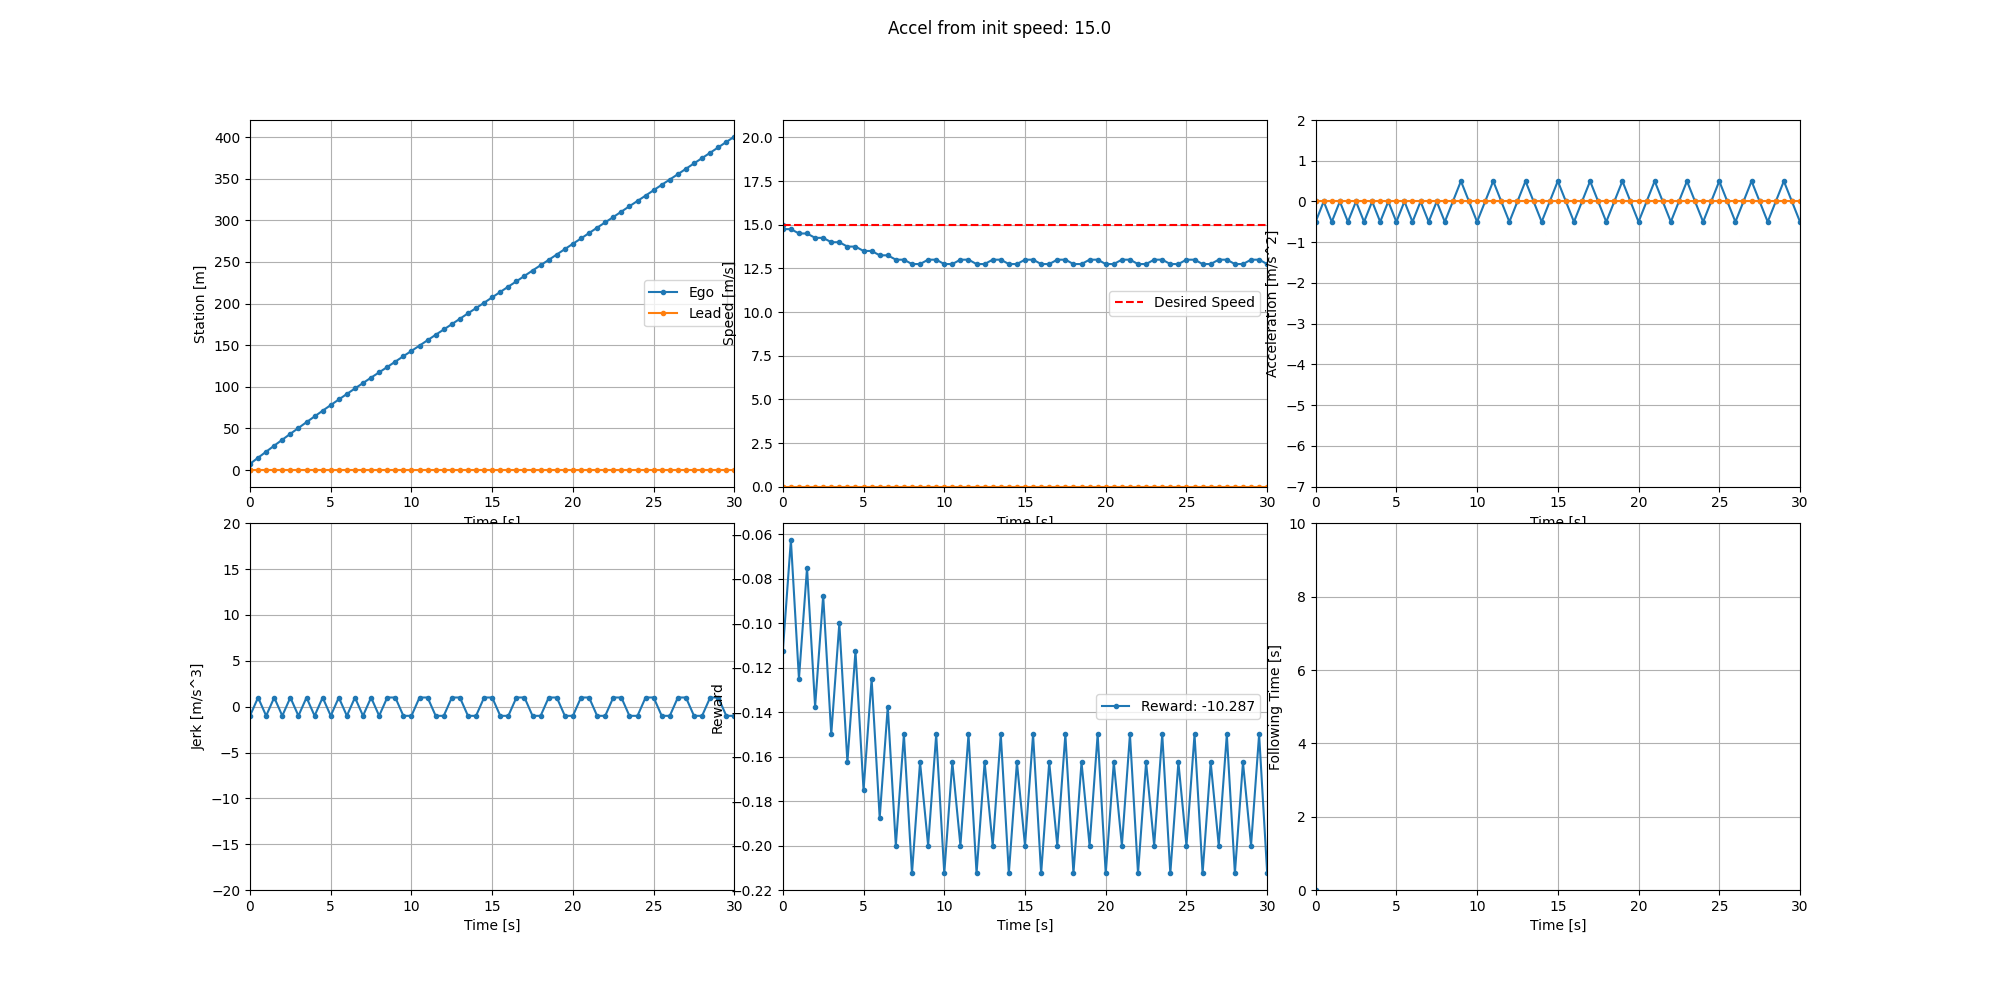 Accel from init speed: 15.0
400
350
300
250
200
150
100
50
0
Station [m]
0 5 10 15 20 25 30
Time [s]
Ego
Lead
20.0
17.5
15.0
12.5
10.0
7.5
5.0
2.5
0.0
Speed [m/s]
0 5 10 15 20 25 30
Time [s]
Desired Speed
2
1
0
−1
−2
−3
−4
−5
−6
−7
Acceleration [m/s^2]
0 5 10 15 20 25 30
Time [s]
20
15
10
5
0
−5
−10
−15
−20
Jerk [m/s^3]
0 5 10 15 20 25 30
Time [s]
−0.06
−0.08
−0.10
−0.12
−0.14
−0.16
−0.18
−0.20
−0.22
Reward
0 5 10 15 20 25 30
Time [s]
Reward: -10.287
10
8
6
4
2
0
Following Time [s]
0 5 10 15 20 25 30
Time [s]